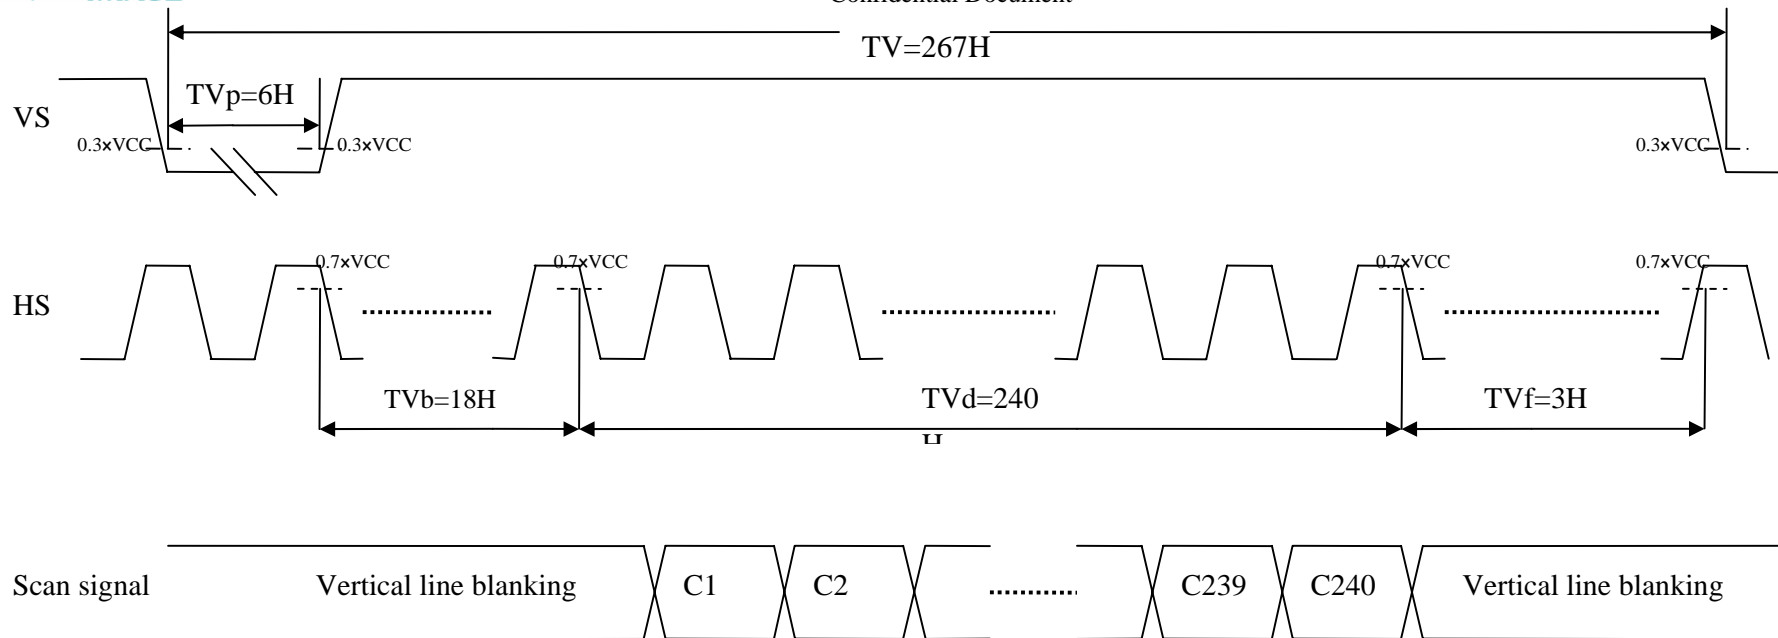 Confidential Document
TV=267H
TVp=6H
VS
0.3×VCC
0.3×VCC
0.3×VCC
0.7×VCC
0.7×VCC
0.7×VCC
0.7×VCC
HS
TVb=18H
TVd=240
H
TVf=3H
Scan signal
Vertical line blanking
C1
C2
C239
C240
Vertical line blanking